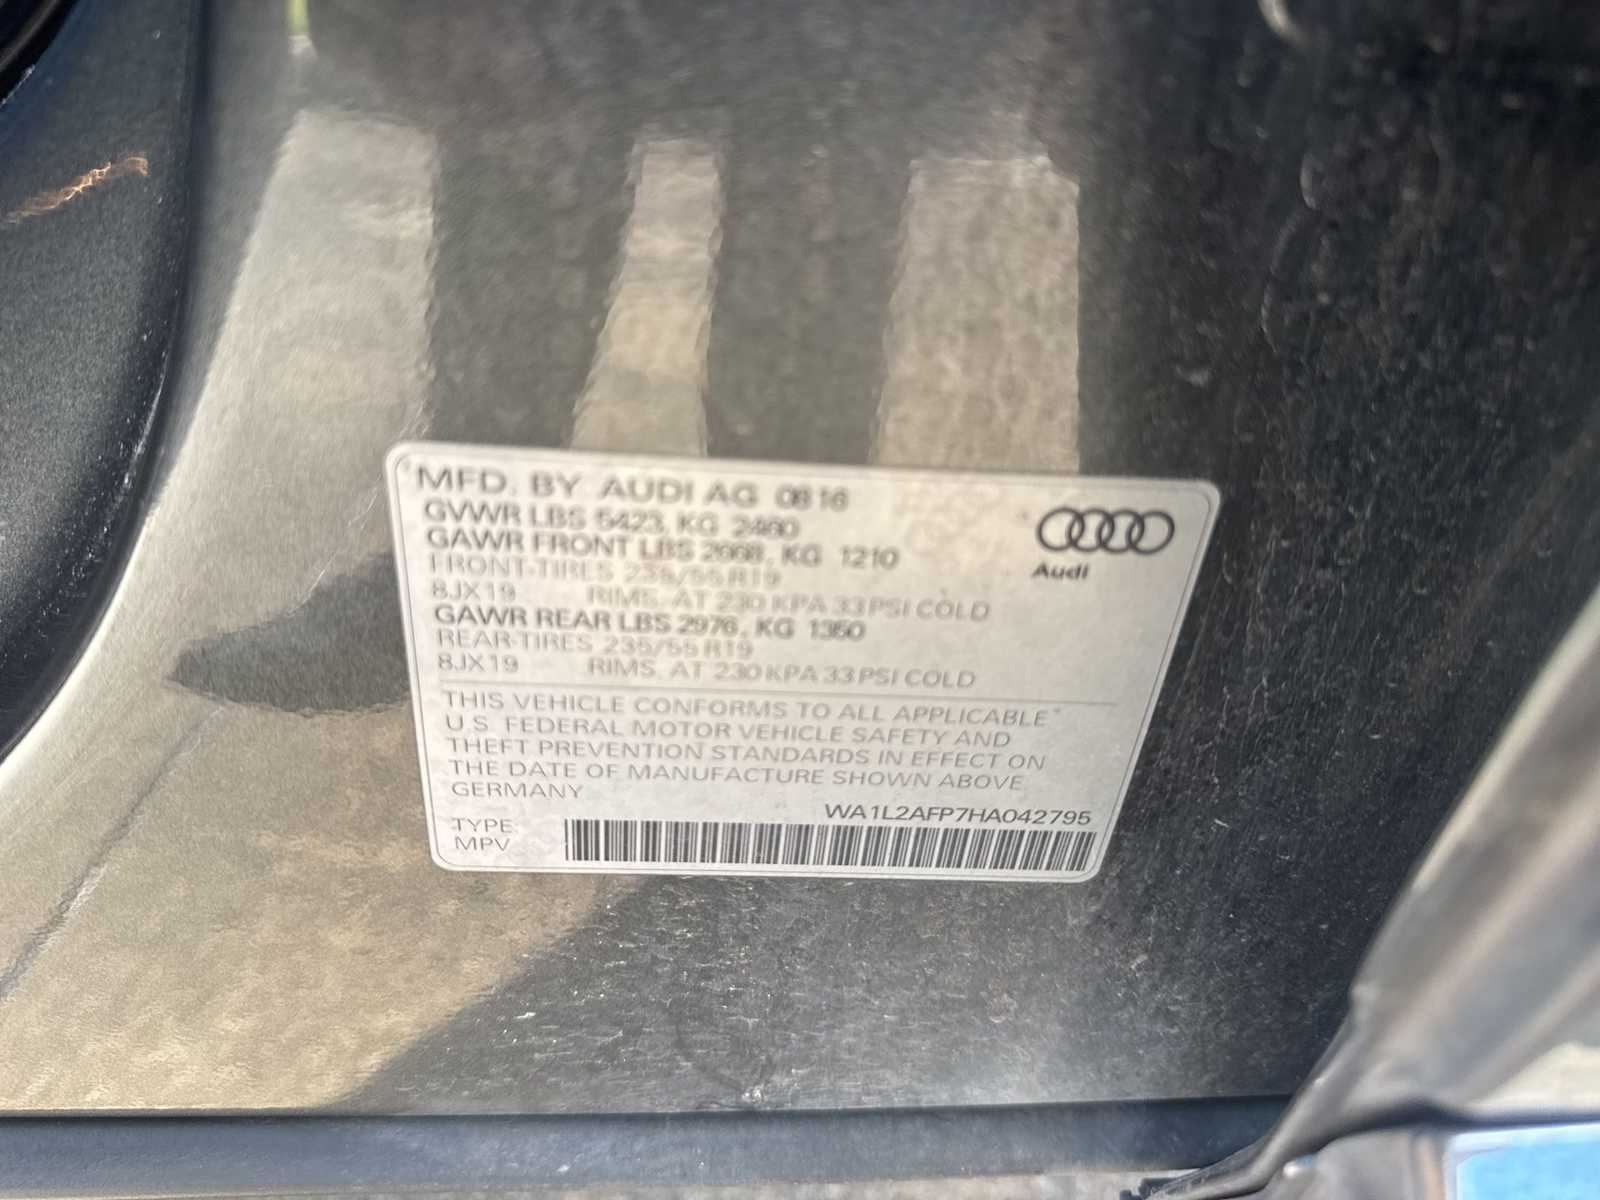 MFD. BY AUDI AG 08 16
GVWR LBS 5423, KG 2460
GAWR FRONT LBS 2668, KG 1210
FRONT-TIRES 235/55 R19
8JX19 RIMS, AT 230 KPA 33 PSI COLD
GAWR REAR LBS 2976, KG 1350
REAR-TIRES 235/55 R19
8JX19 RIMS, AT 230 KPA 33 PSI COLD
Audi
THIS VEHICLE CONFORMS TO ALL APPLICABLE
U.S. FEDERAL MOTOR VEHICLE SAFETY AND
THEFT PREVENTION STANDARDS IN EFFECT ON
THE DATE OF MANUFACTURE SHOWN ABOVE
GERMANY
WA1L2AFP7HA042795
TYPE:
MPV